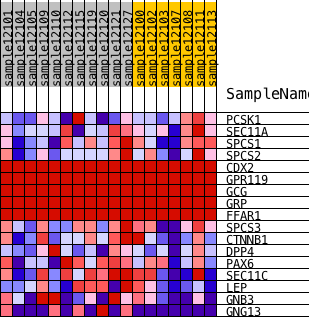 sample12101
sample12104
sample12105
sample12109
sample12110
sample12112
sample12115
sample12119
sample12120
sample12121
sample12127
sample12100
sample12102
sample12103
sample12107
sample12108
sample12111
sample12113
SampleName
PCSK1
SEC11A
SPCS1
SPCS2
CDX2
GPR119
GCG
GRP
FFAR1
SPCS3
CTNNB1
DPP4
PAX6
SEC11C
LEP
GNB3
GNG13